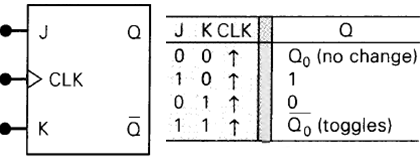 J Q
CLK
K Q̅
J K CLK Q
0 0 ↑ Q₀ (no change)
1 0 ↑ 1
0 1 ↑ 0
1 1 ↑ Q̅₀ (toggles)